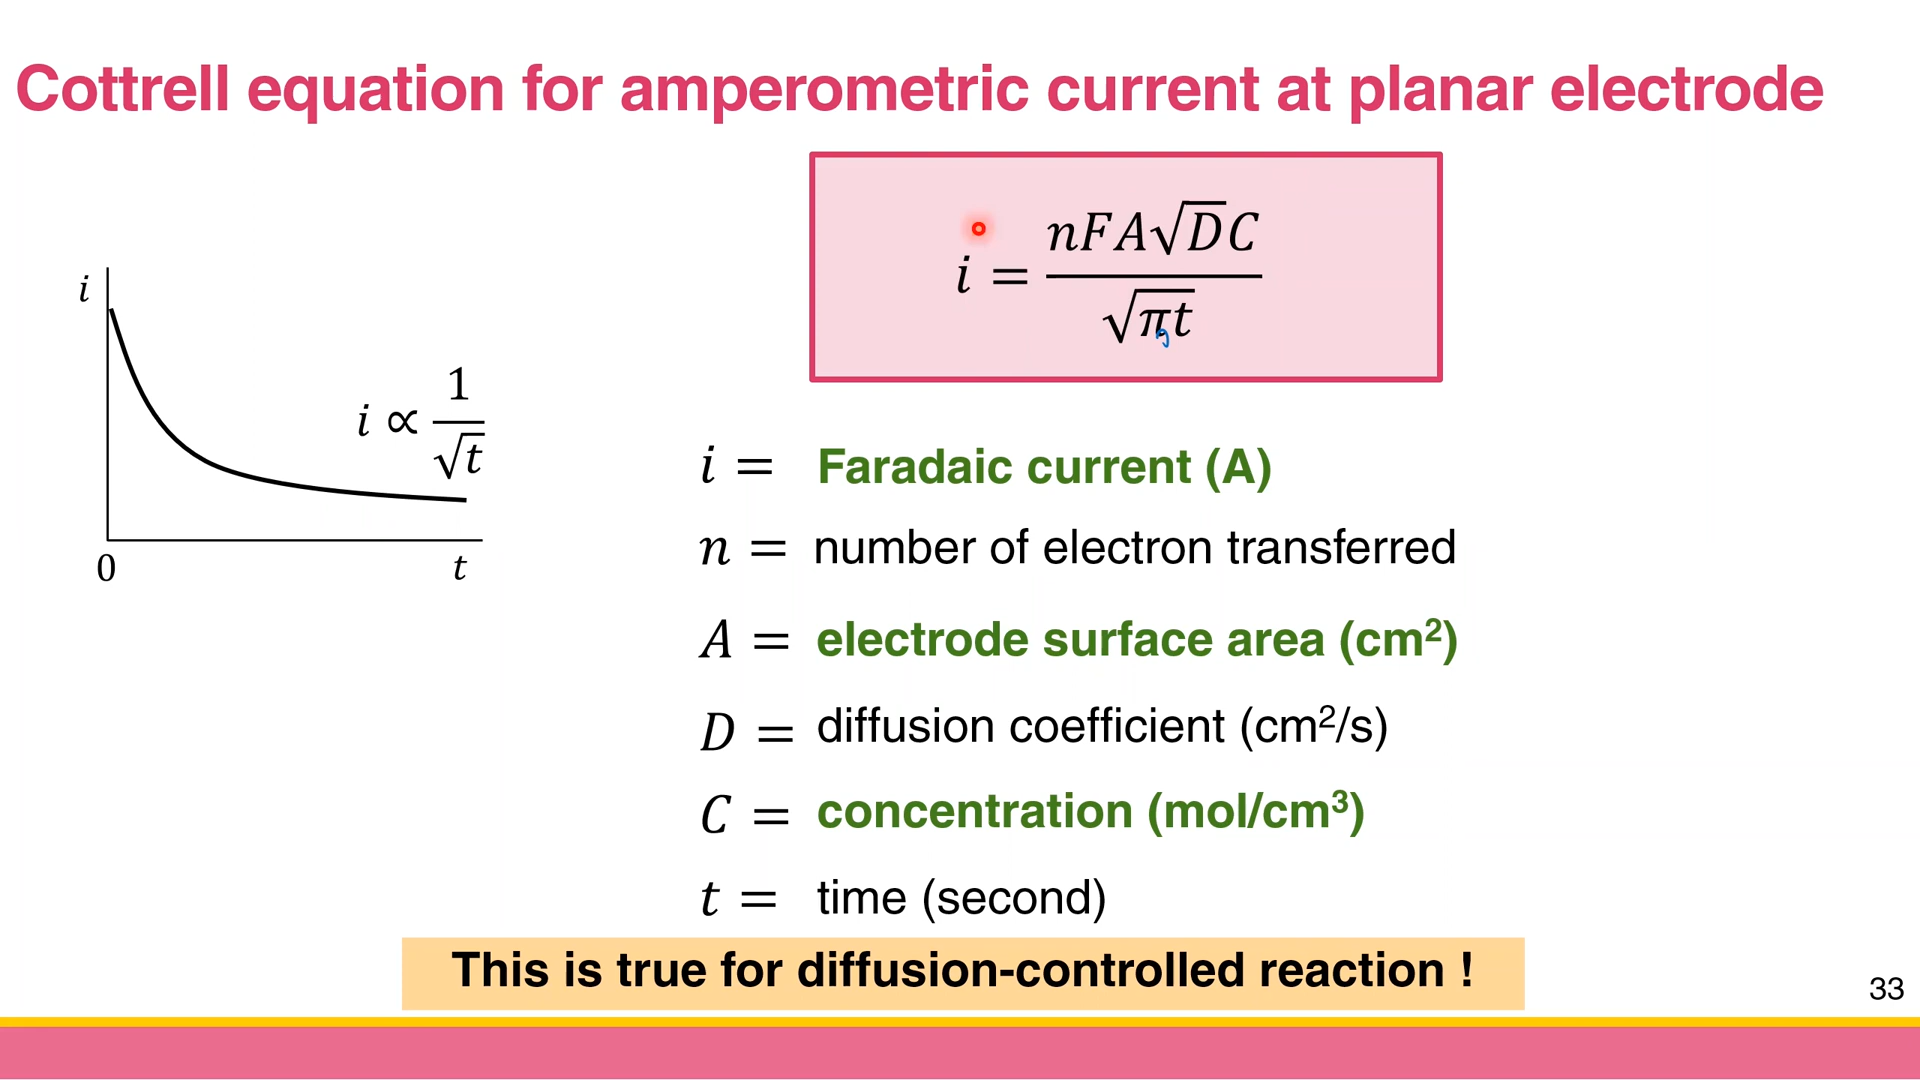 Cottrell equation for amperometric current at planar electrode
i = nFA√D C / √πt
i
i ∝ 1 / √t
0 t
i = Faradaic current (A)
n = number of electron transferred
A = electrode surface area (cm²)
D = diffusion coefficient (cm²/s)
C = concentration (mol/cm³)
t = time (second)
This is true for diffusion-controlled reaction !
33